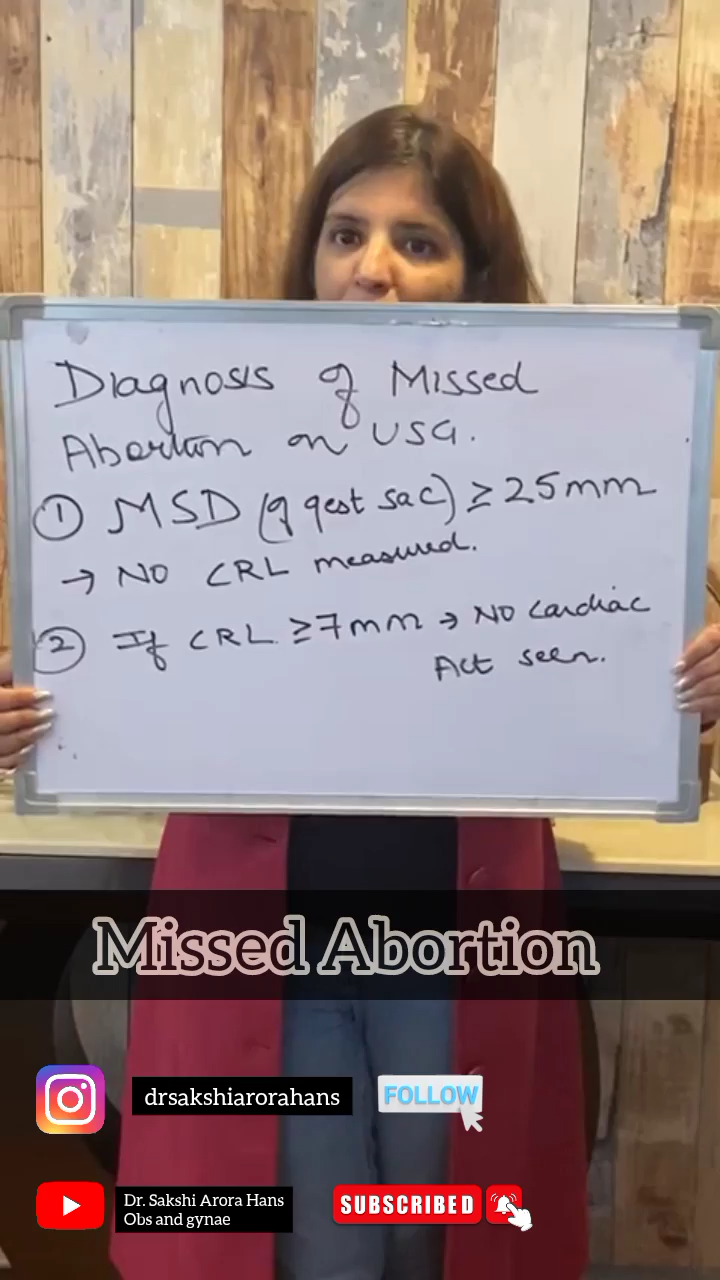 Diagnosis of Missed
Abortion on USG.
① MSD (of gest sac) ≥ 25mm
→ NO CRL measured.
② If CRL ≥ 7mm → NO Cardiac
Act seen.
Missed Abortion
drsakshiarorahans
FOLLOW
Dr. Sakshi Arora Hans
Obs and gynae
SUBSCRIBED